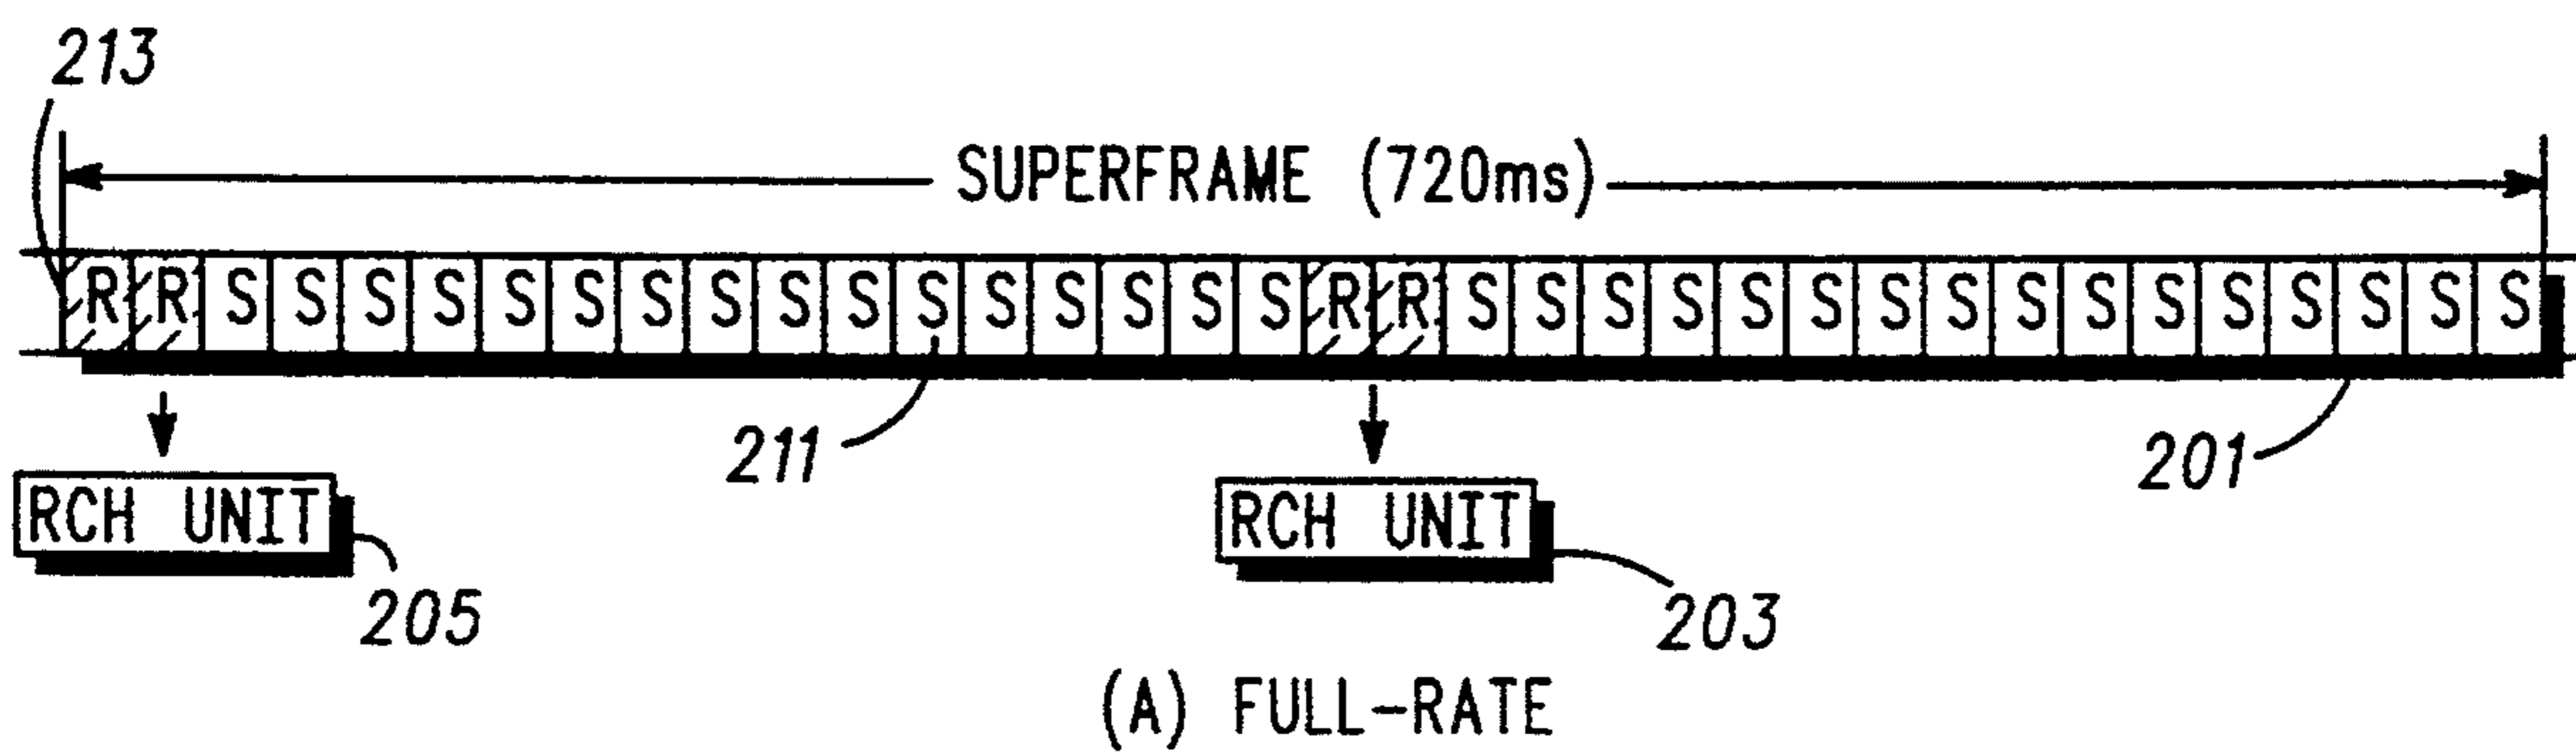 213
SUPERFRAME (720ms)
R R S S S S S S S S S S S S S S S S R R S S S S S S S S S S S S S S S S
211
201
RCH UNIT
RCH UNIT
205
203
(A) FULL-RATE